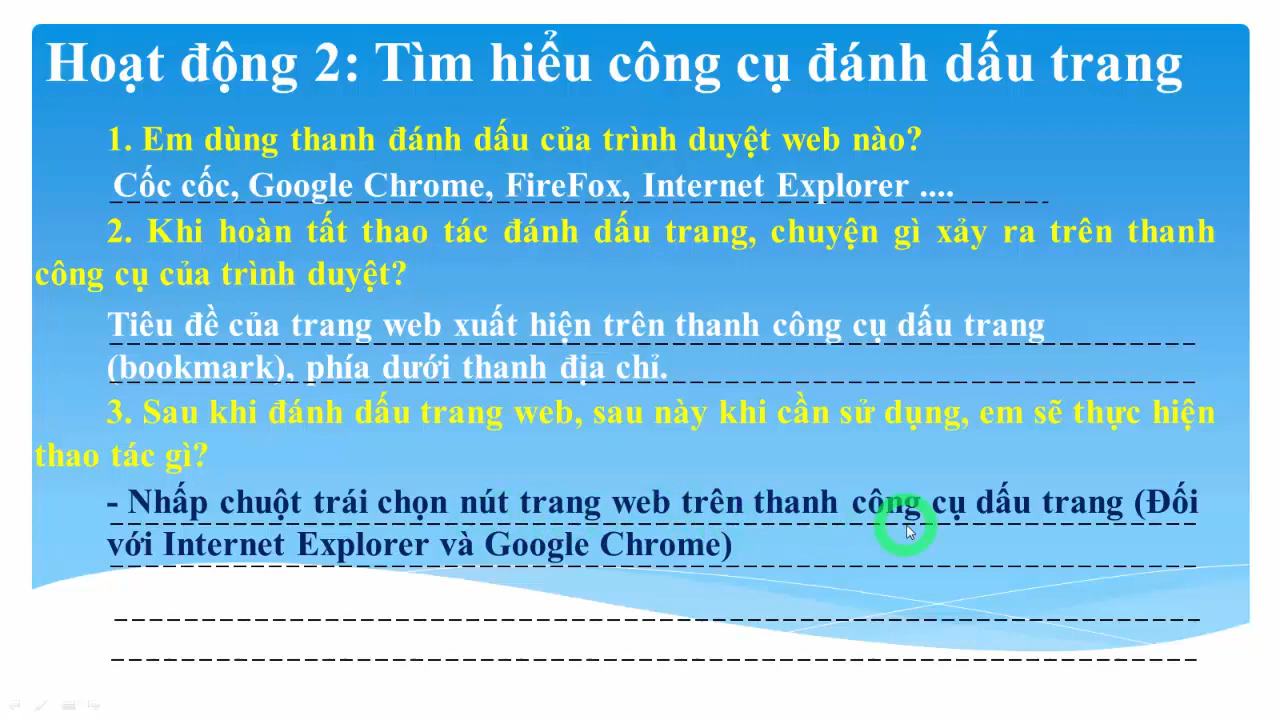 Hoạt động 2: Tìm hiểu công cụ đánh dấu trang
1. Em dùng thanh đánh dấu của trình duyệt web nào?
Cốc cốc, Google Chrome, FireFox, Internet Explorer ....
2. Khi hoàn tất thao tác đánh dấu trang, chuyện gì xảy ra trên thanh
công cụ của trình duyệt?
Tiêu đề của trang web xuất hiện trên thanh công cụ dấu trang
(bookmark), phía dưới thanh địa chỉ.
3. Sau khi đánh dấu trang web, sau này khi cần sử dụng, em sẽ thực hiện
thao tác gì?
- Nhấp chuột trái chọn nút trang web trên thanh công cụ dấu trang (Đối
với Internet Explorer và Google Chrome)